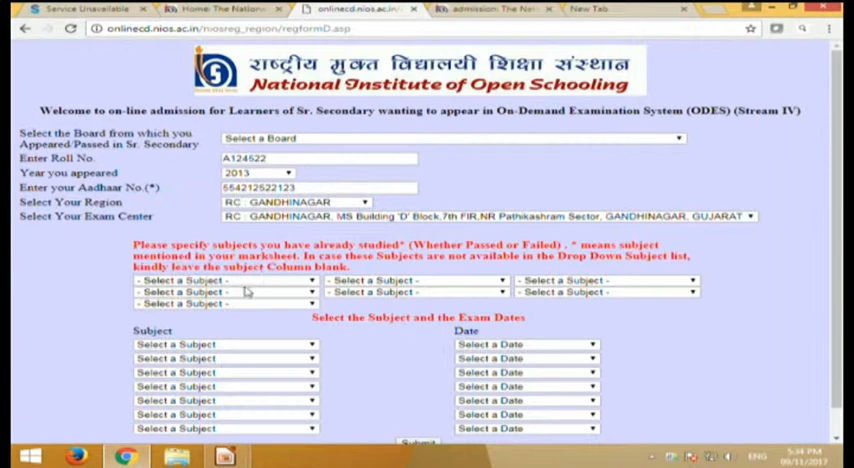 Service Unavailable
Home: The Nation
onlinecd.nios.ac.in/
admission: The Nat
New Tab
onlinecd.nios.ac.in/niosreg_region/regformD.asp
राष्ट्रीय मुक्त विद्यालयी शिक्षा संस्थान
National Institute of Open Schooling
Welcome to on-line admission for Learners of Sr. Secondary wanting to appear in On-Demand Examination System (ODES) (Stream IV)
Select the Board from which you
Appeared/Passed in Sr. Secondary
Select a Board
Enter Roll No. A124522
Year you appeared 2013
Enter your Aadhaar No.(*) 554212522123
Select Your Region RC : GANDHINAGAR
Select Your Exam Center RC : GANDHINAGAR, MS Building 'D' Block,7th FIR,NR Pathikashram Sector, GANDHINAGAR, GUJARAT
Please specify subjects you have already studied* (Whether Passed or Failed) . * means subject
mentioned in your marksheet. In case these Subjects are not available in the Drop Down Subject list,
kindly leave the subject Column blank.
- Select a Subject - - Select a Subject - - Select a Subject -
- Select a Subject - - Select a Subject - - Select a Subject -
- Select a Subject -
Select the Subject and the Exam Dates
Subject Date
Select a Subject Select a Date
Select a Subject Select a Date
Select a Subject Select a Date
Select a Subject Select a Date
Select a Subject Select a Date
Select a Subject Select a Date
Select a Subject Select a Date
Submit
ENG
5:34 PM
09/11/2017